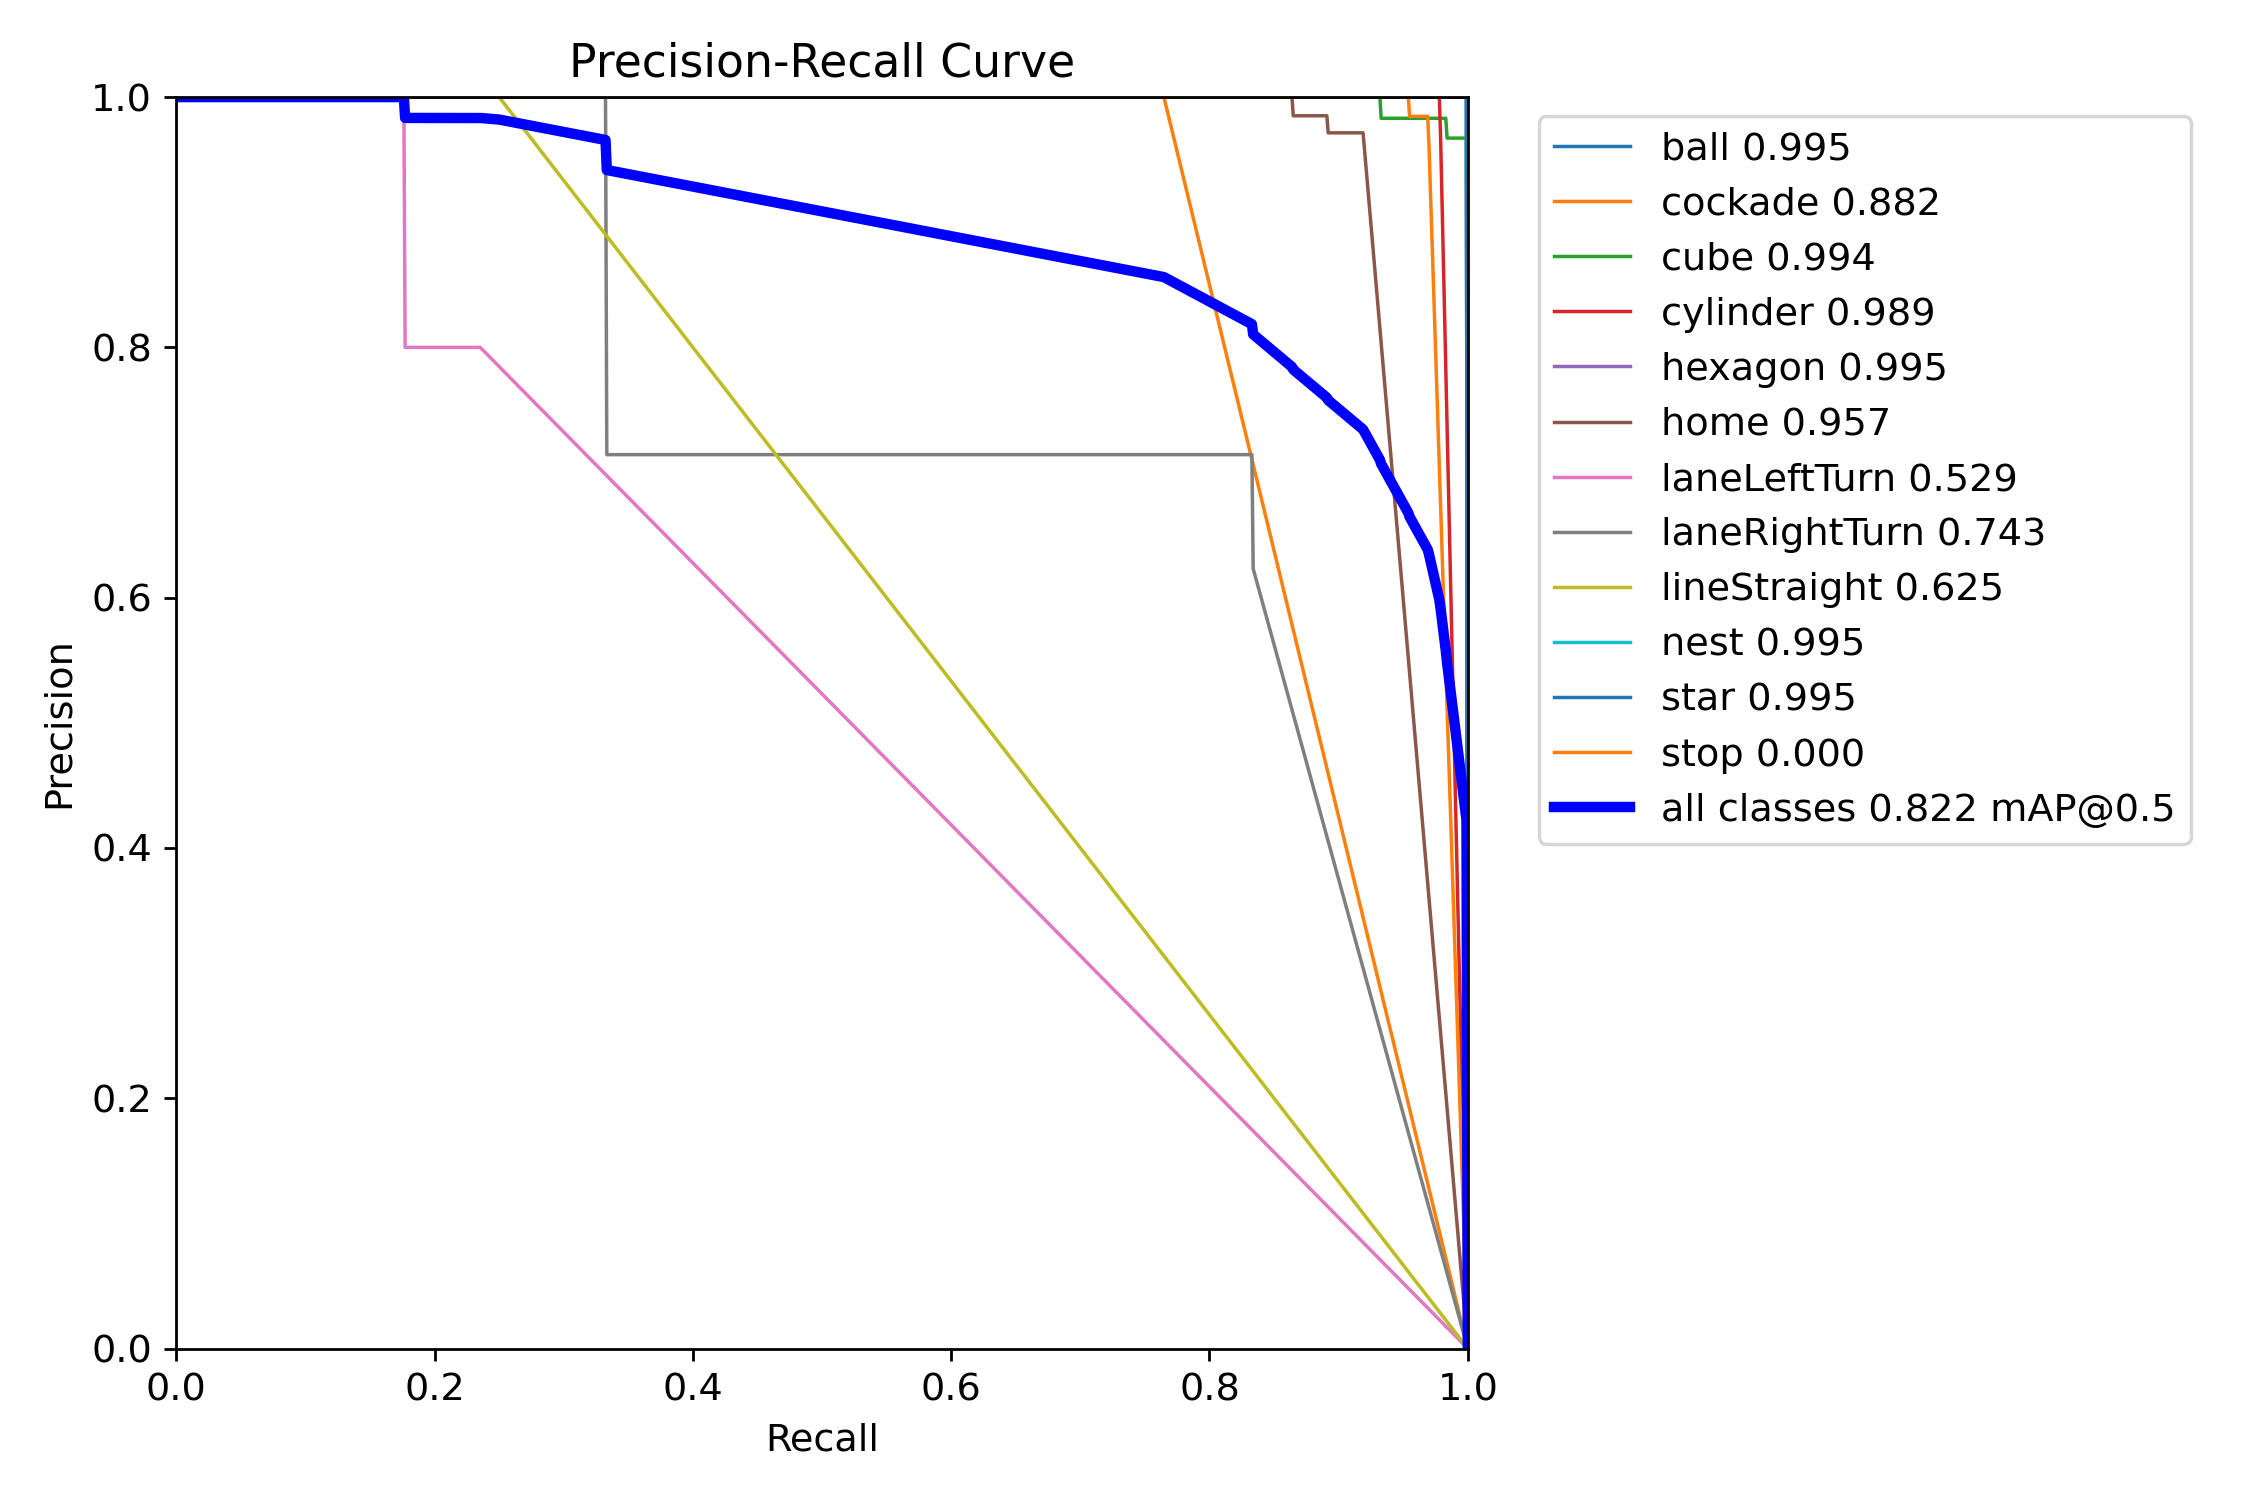 Precision-Recall Curve
1.0
0.8
0.6
0.4
0.2
0.0
Precision
0.0 0.2 0.4 0.6 0.8 1.0
Recall
ball 0.995
cockade 0.882
cube 0.994
cylinder 0.989
hexagon 0.995
home 0.957
laneLeftTurn 0.529
laneRightTurn 0.743
lineStraight 0.625
nest 0.995
star 0.995
stop 0.000
all classes 0.822 mAP@0.5